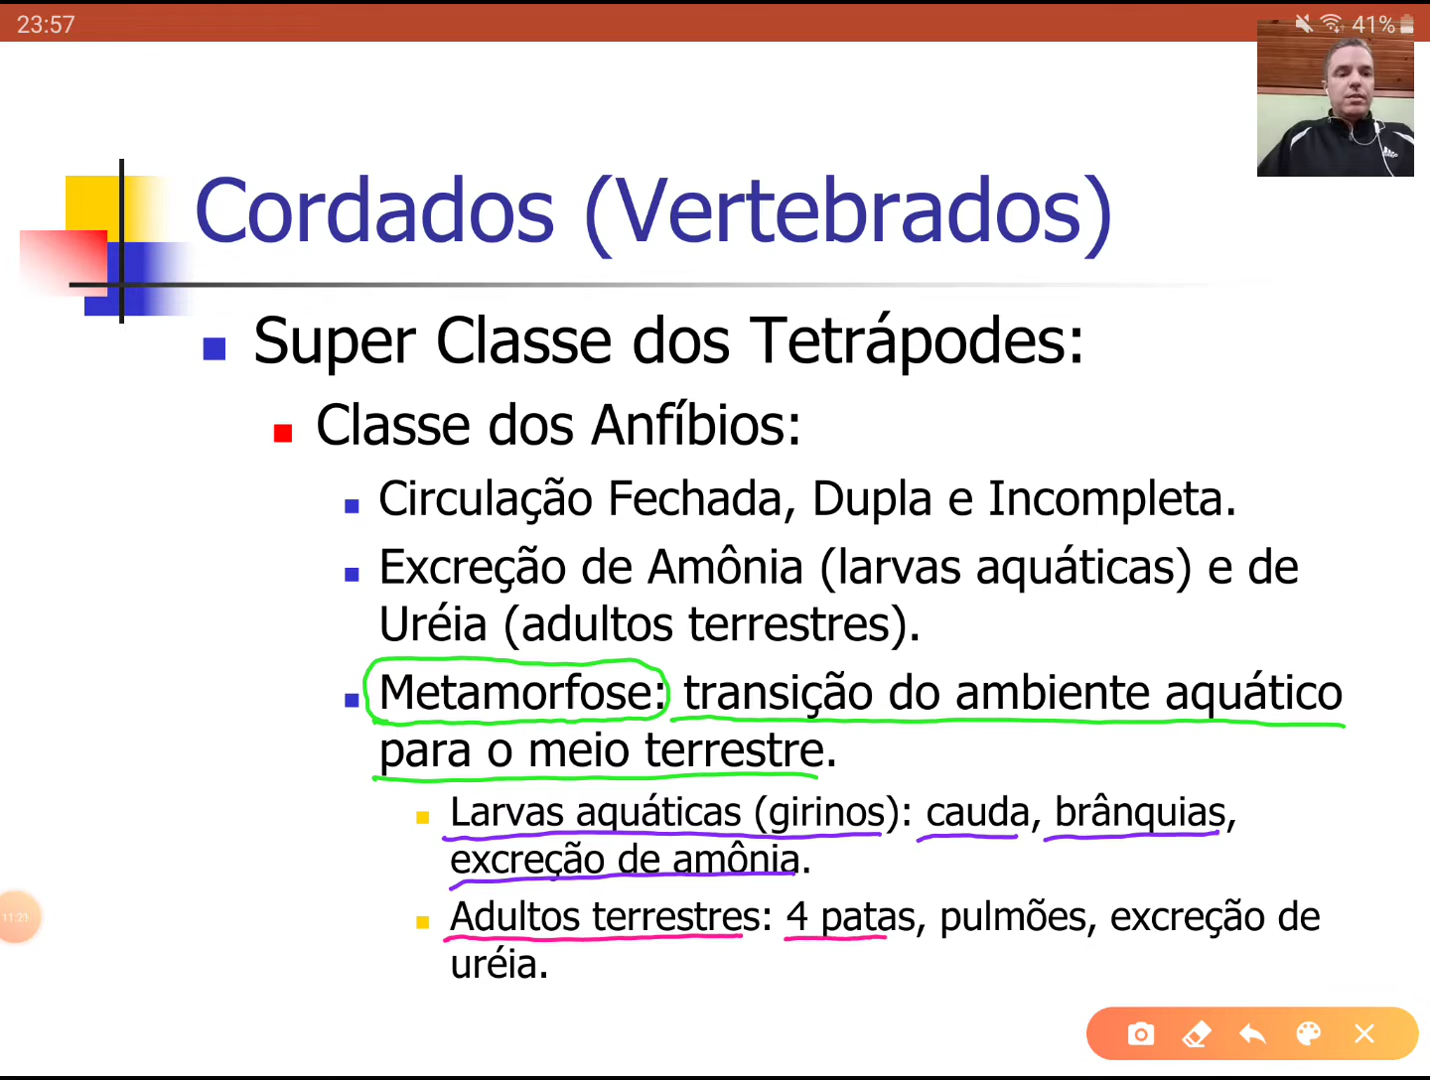 23:57
41%
Cordados (Vertebrados)
Super Classe dos Tetrápodes:
Classe dos Anfíbios:
Circulação Fechada, Dupla e Incompleta.
Excreção de Amônia (larvas aquáticas) e de
Uréia (adultos terrestres).
Metamorfose: transição do ambiente aquático
para o meio terrestre.
Larvas aquáticas (girinos): cauda, brânquias,
excreção de amônia.
11:21
Adultos terrestres: 4 patas, pulmões, excreção de
uréia.